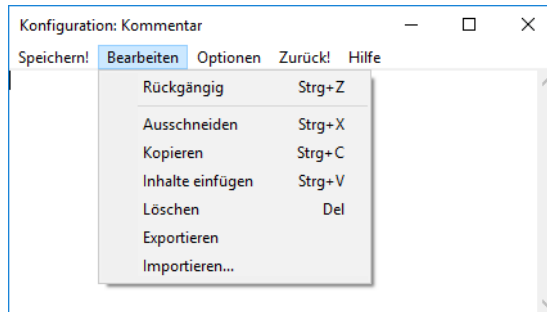 Konfiguration: Kommentar
Speichern! Bearbeiten Optionen Zurück! Hilfe
Rückgängig Strg+Z
Ausschneiden Strg+X
Kopieren Strg+C
Inhalte einfügen Strg+V
Löschen Del
Exportieren
Importieren...